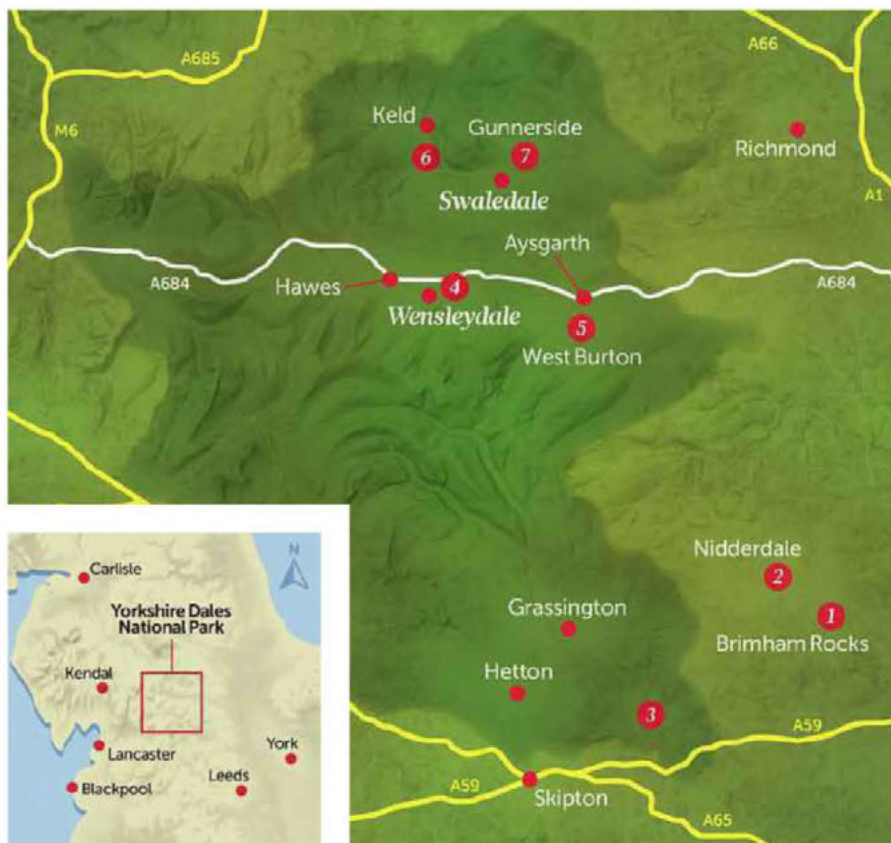 A685
A66
M6
Keld
Gunnerside
6
7
Richmond
Swaledale
A1
Aysgarth
A684
Hawes
4
A684
Wensleydale
5
West Burton
Nidderdale
2
Grassington
1
Brimham Rocks
Hetton
3
A59
A59
Skipton
A65
N
Carlisle
Yorkshire Dales
National Park
Kendal
Lancaster
York
Leeds
Blackpool